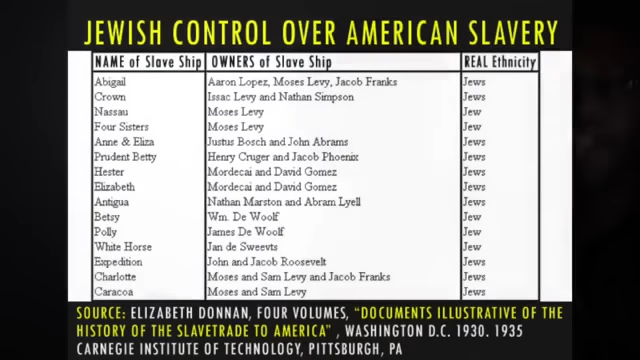 JEWISH CONTROL OVER AMERICAN SLAVERY
NAME of Slave Ship OWNERS of Slave Ship REAL Ethnicity
Abigail Aaron Lopez, Moses Levy, Jacob Franks Jews
Crown Issac Levy and Nathan Simpson Jews
Nassau Moses Levy Jew
Four Sisters Moses Levy Jew
Anne & Eliza Justus Bosch and John Abrams Jews
Prudent Betty Henry Cruger and Jacob Phoenix Jews
Hester Mordecai and David Gomez Jews
Elizabeth Mordecai and David Gomez Jews
Antigua Nathan Marston and Abram Lyell Jews
Betsy Wm. De Woolf Jew
Polly James De Woolf Jew
White Horse Jan de Sweevts Jew
Expedition John and Jacob Roosevelt Jews
Charlotte Moses and Sam Levy and Jacob Franks Jews
Caracoa Moses and Sam Levy Jews
SOURCE: ELIZABETH DONNAN, FOUR VOLUMES, "DOCUMENTS ILLUSTRATIVE OF THE
HISTORY OF THE SLAVETRADE TO AMERICA" , WASHINGTON D.C. 1930. 1935
CARNEGIE INSTITUTE OF TECHNOLOGY, PITTSBURGH, PA